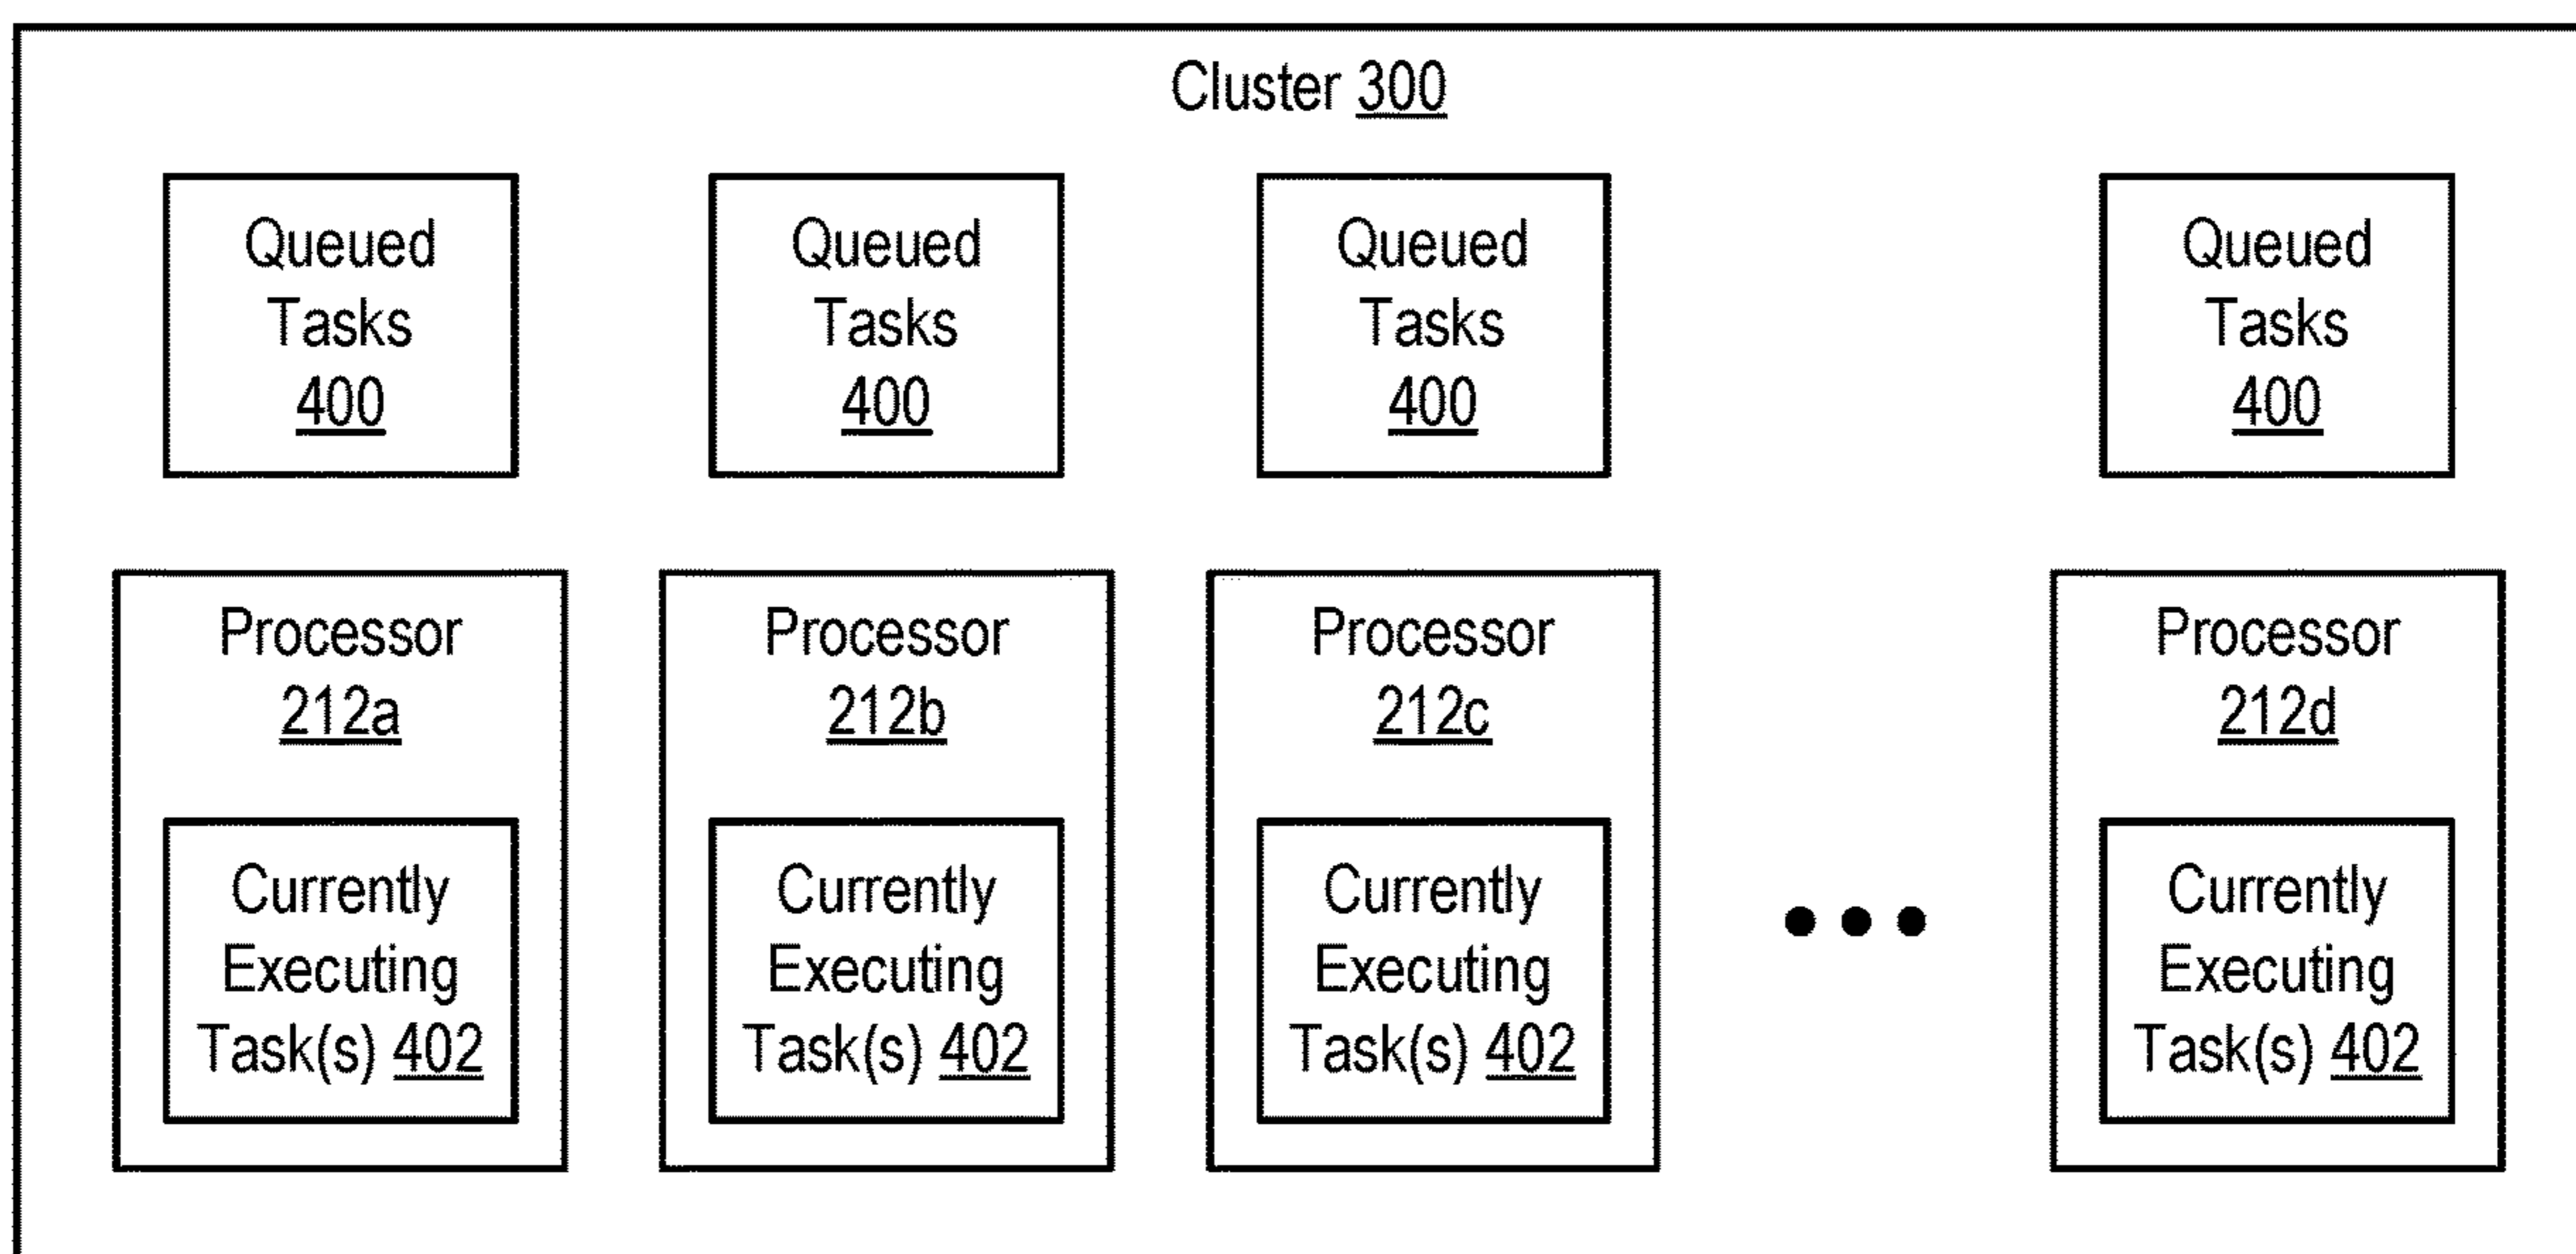 Cluster 300
Queued
Tasks
400
Queued
Tasks
400
Queued
Tasks
400
Queued
Tasks
400
Processor
212a
Currently
Executing
Task(s) 402
Processor
212b
Currently
Executing
Task(s) 402
Processor
212c
Currently
Executing
Task(s) 402
Processor
212d
Currently
Executing
Task(s) 402